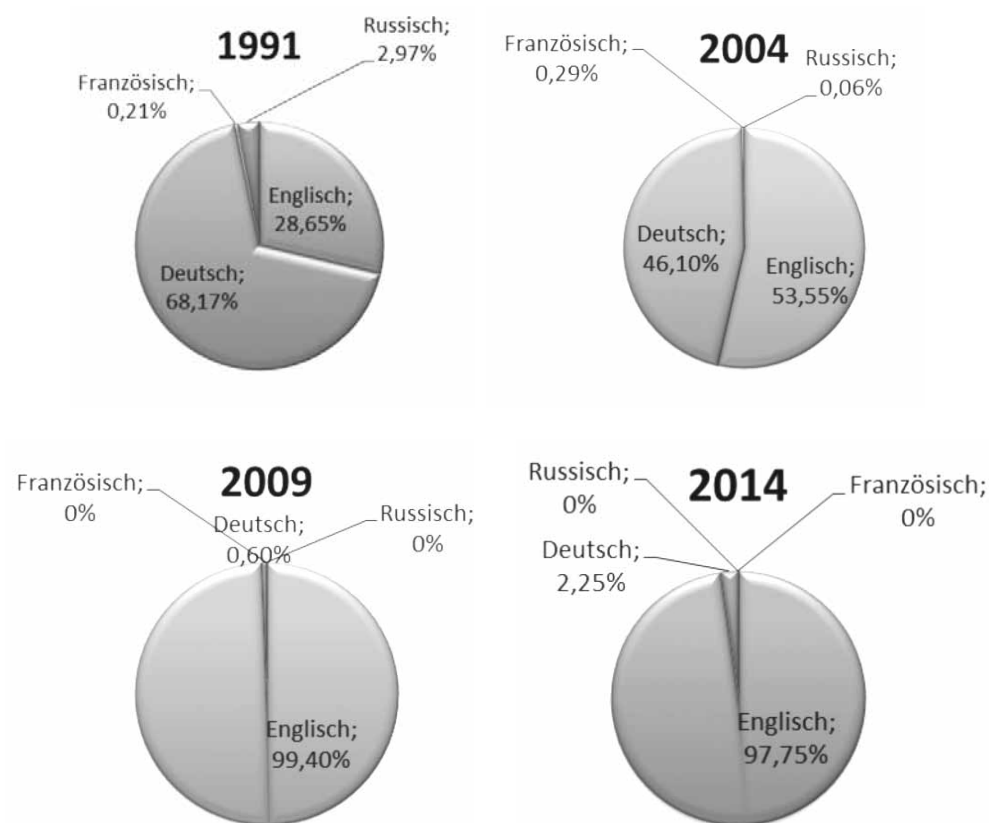 1991
Russisch;
2,97%
Französisch;
0,21%
Englisch;
28,65%
Deutsch;
68,17%
2004
Französisch;
0,29%
Russisch;
0,06%
Deutsch;
46,10%
Englisch;
53,55%
2009
Französisch;
0%
Deutsch;
0,60%
Russisch;
0%
Englisch;
99,40%
2014
Russisch;
0%
Französisch;
0%
Deutsch;
2,25%
Englisch;
97,75%